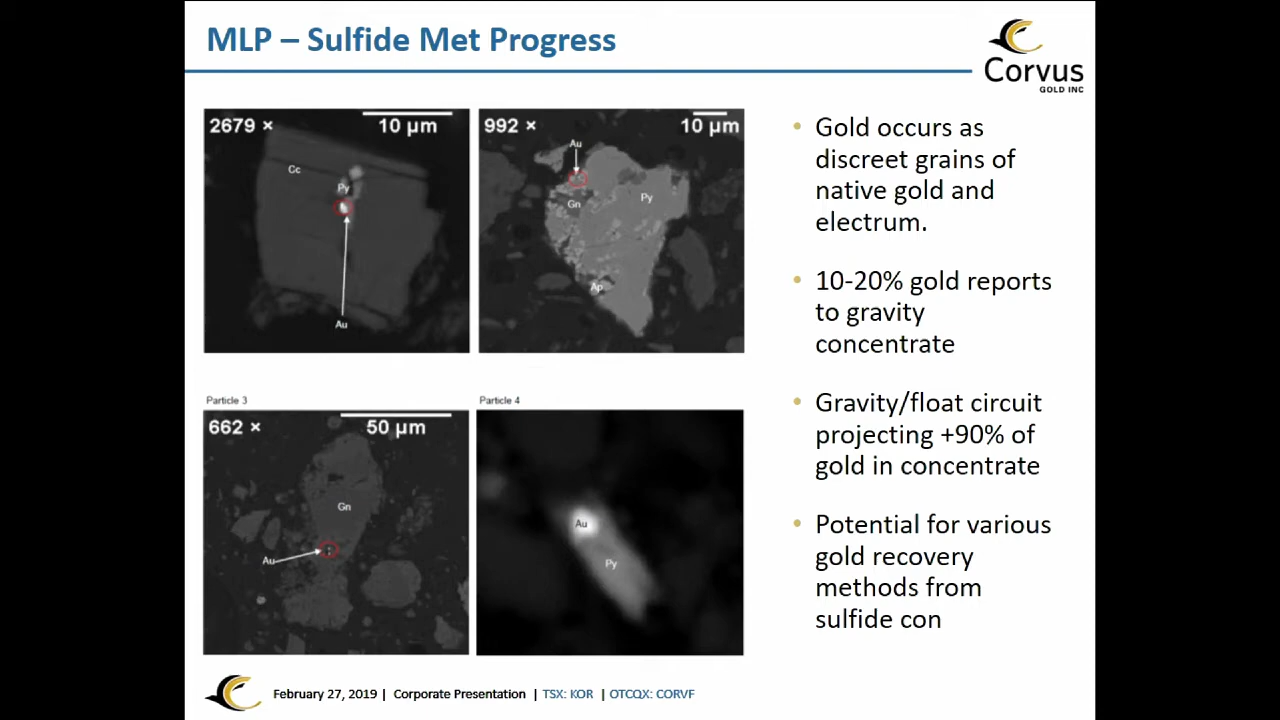 MLP – Sulfide Met Progress
Corvus
GOLD INC
2679 ×
10 µm
Cc
Py
Au
992 ×
10 µm
Au
Gn
Py
Ap
Particle 3
662 ×
50 µm
Gn
Au
Particle 4
Au
Py
• Gold occurs as
discreet grains of
native gold and
electrum.
• 10-20% gold reports
to gravity
concentrate
• Gravity/float circuit
projecting +90% of
gold in concentrate
• Potential for various
gold recovery
methods from
sulfide con
February 27, 2019 | Corporate Presentation | TSX: KOR | OTCQX: CORVF